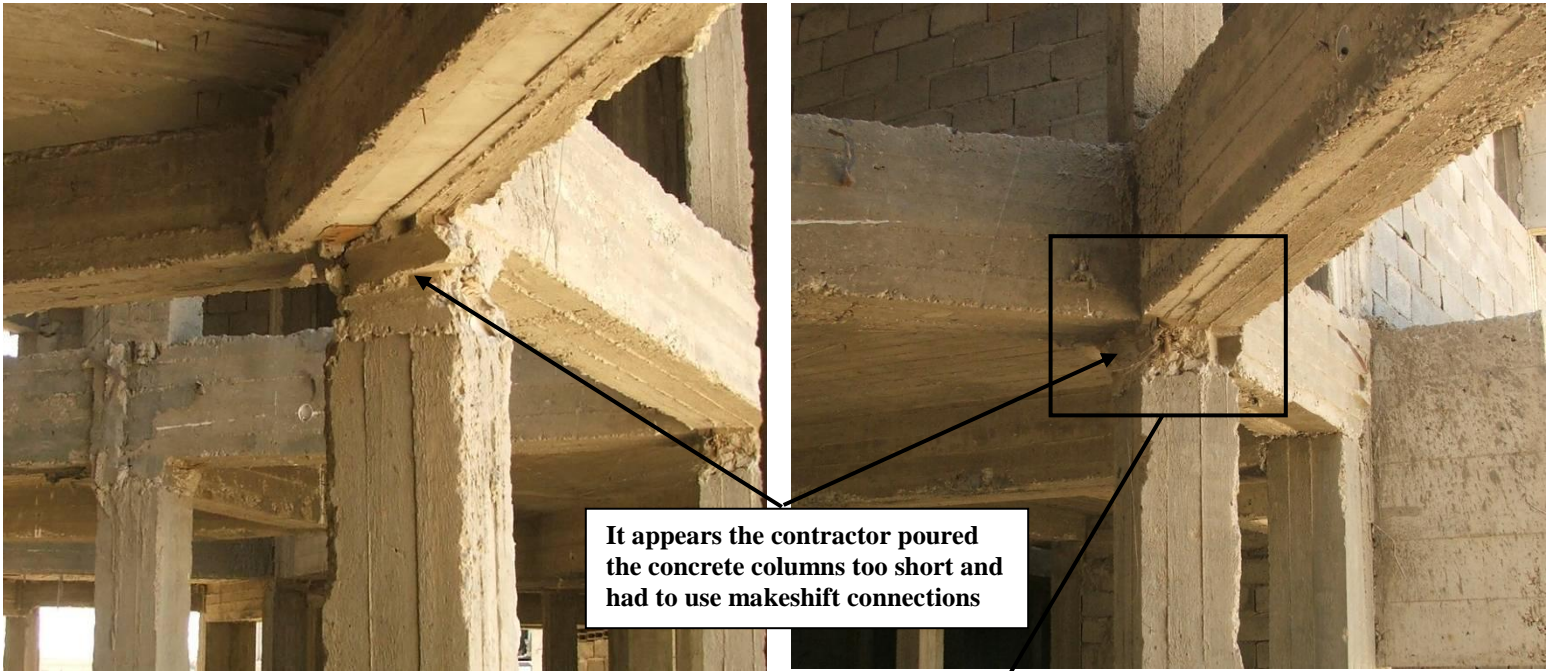 It appears the contractor poured
the concrete columns too short and
had to use makeshift connections